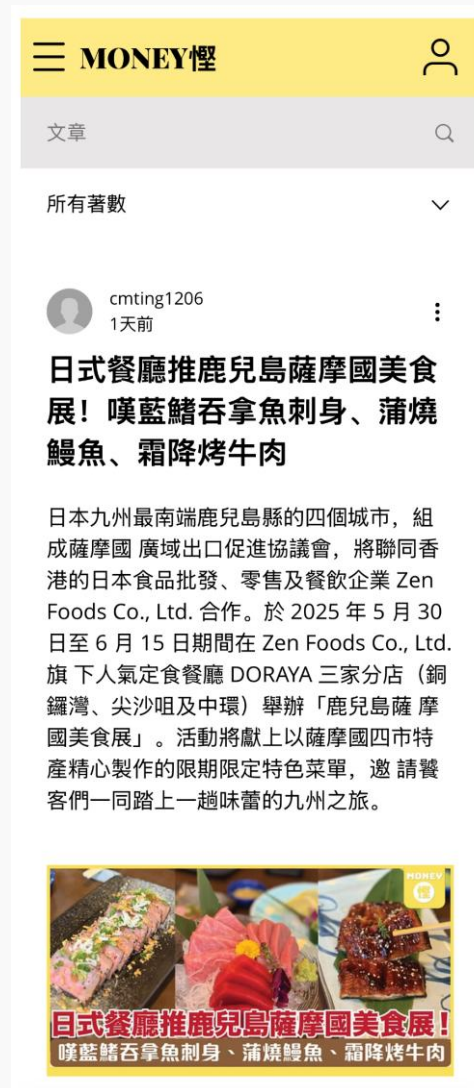 MONEY慳
文章
所有著數
cmting1206
1天前
日式餐廳推鹿兒島薩摩國美食
展！嘆藍鰭吞拿魚刺身、蒲燒
鰻魚、霜降烤牛肉
日本九州最南端鹿兒島縣的四個城市，組
成薩摩國 廣域出口促進協議會，將聯同香
港的日本食品批發、零售及餐飲企業 Zen
Foods Co., Ltd. 合作。於 2025 年 5 月 30
日至 6 月 15 日期間在 Zen Foods Co., Ltd.
旗 下人氣定食餐廳 DORAYA 三家分店（銅
鑼灣、尖沙咀及中環）舉辦「鹿兒島薩 摩
國美食展」。活動將獻上以薩摩國四市特
產精心製作的限期限定特色菜單，邀 請饕
客們一同踏上一趟味蕾的九州之旅。
MONEY
慳
日式餐廳推鹿兒島薩摩國美食展！
嘆藍鰭吞拿魚刺身、蒲燒鰻魚、霜降烤牛肉